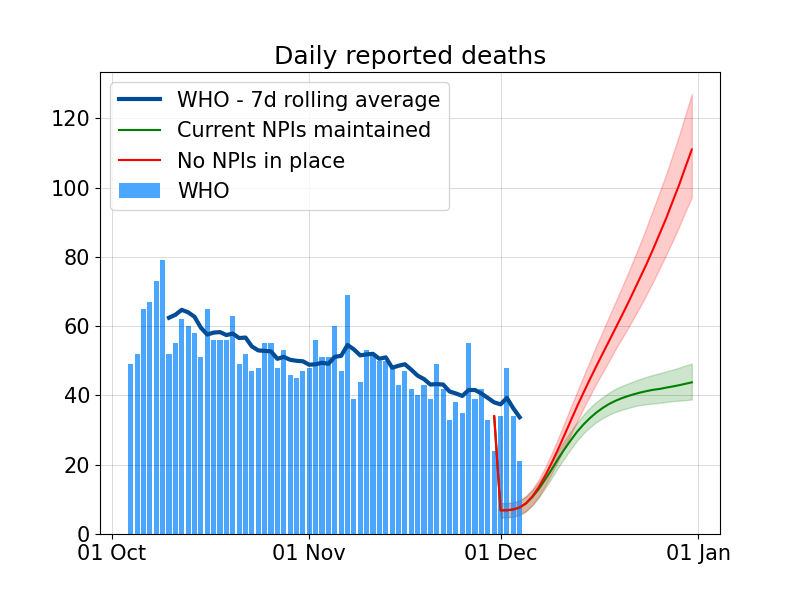 Daily reported deaths
WHO - 7d rolling average
Current NPIs maintained
No NPIs in place
WHO
120
100
80
60
40
20
0
01 Oct
01 Nov
01 Dec
01 Jan